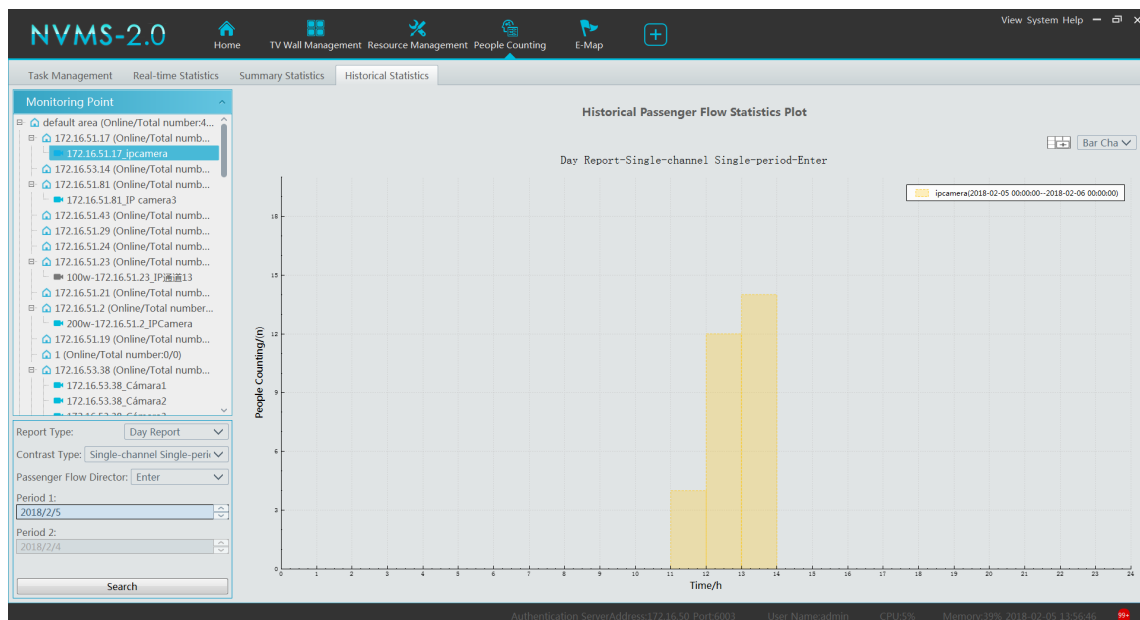 NVMS-2.0
Home
TV Wall Management
Resource Management
People Counting
E-Map
View System Help
Task Management
Real-time Statistics
Summary Statistics
Historical Statistics
Monitoring Point
default area (Online/Total number:4...
172.16.51.17 (Online/Total numb...
172.16.51.17_ipcamera
172.16.53.14 (Online/Total numb...
172.16.51.81 (Online/Total numb...
172.16.51.81_IP camera3
172.16.51.43 (Online/Total numb...
172.16.51.29 (Online/Total numb...
172.16.51.24 (Online/Total numb...
172.16.51.23 (Online/Total numb...
100w-172.16.51.23_IP通道13
172.16.51.21 (Online/Total numb...
172.16.51.2 (Online/Total number...
200w-172.16.51.2_IPCamera
172.16.51.19 (Online/Total numb...
1 (Online/Total number:0/0)
172.16.53.38 (Online/Total numb...
172.16.53.38_Cámara1
172.16.53.38_Cámara2
Report Type:
Day Report
Contrast Type:
Single-channel Single-peri
Passenger Flow Director:
Enter
Period 1:
2018/2/5
Period 2:
2018/2/4
Search
Historical Passenger Flow Statistics Plot
Bar Cha
Day Report-Single-channel Single-period-Enter
ipcamera(2018-02-05 00:00:00--2018-02-06 00:00:00)
People Counting/(n)
18
15
12
9
6
3
0
0 1 2 3 4 5 6 7 8 9 10 11 12 13 14 15 16 17 18 19 20 21 22 23 24
Time/h
Authentication ServerAddress:172.16.50 Port:6003 User Name:admin CPU:5% Memory:39% 2018-02-05 13:56:46 99+